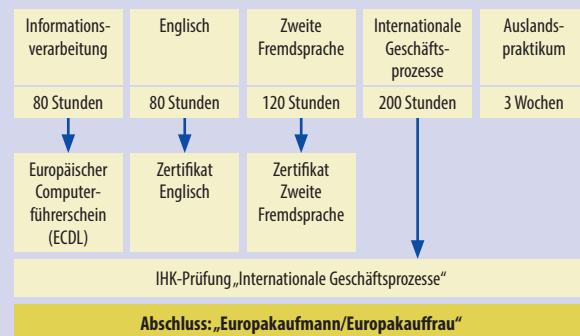 Informations-
verarbeitung
Englisch
Zweite
Fremdsprache
Internationale
Geschäfts-
prozesse
Auslands-
praktikum
80 Stunden
80 Stunden
120 Stunden
200 Stunden
3 Wochen
Europäischer
Computer-
führerschein
(ECDL)
Zertifikat
Englisch
Zertifikat
Zweite
Fremdsprache
IHK-Prüfung „Internationale Geschäftsprozesse“
Abschluss: „Europakaufmann/Europakauffrau“